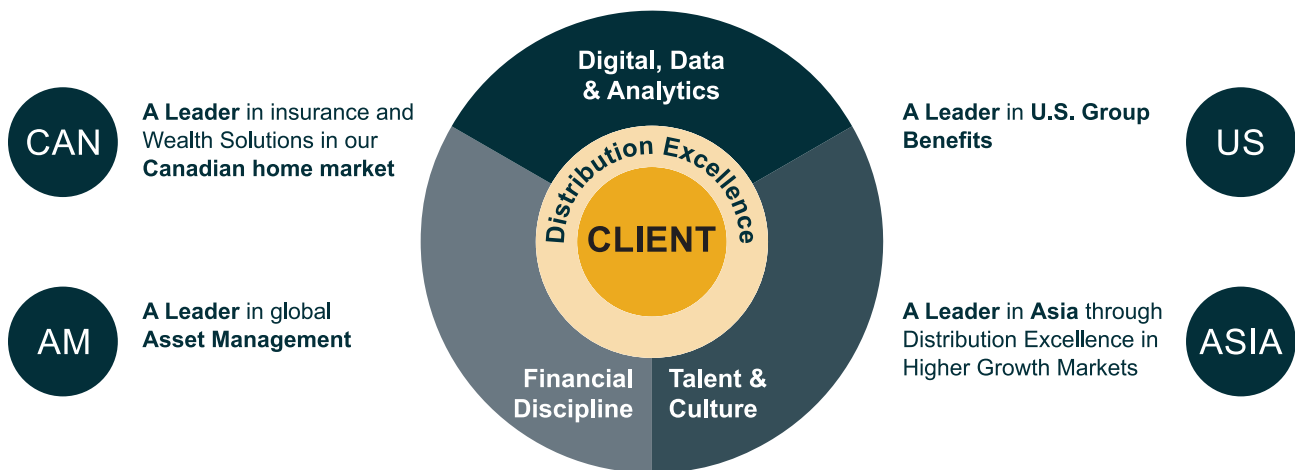 CAN
A Leader in insurance and
Wealth Solutions in our
Canadian home market
AM
A Leader in global
Asset Management
Digital, Data
& Analytics
Distribution Excellence
CLIENT
Financial
Discipline
Talent &
Culture
A Leader in U.S. Group
Benefits
US
A Leader in Asia through
Distribution Excellence in
Higher Growth Markets
ASIA